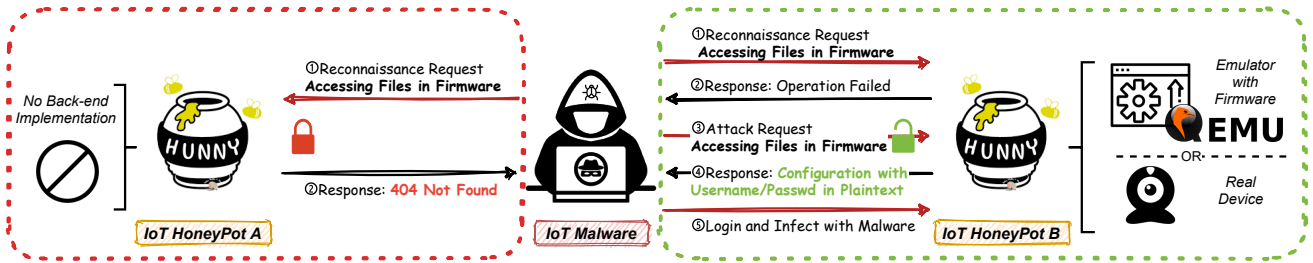 No Back-end
Implementation
HUNNY
①Reconnaissance Request
Accessing Files in Firmware
②Response: 404 Not Found
IoT HoneyPot A
IoT Malware
①Reconnaissance Request
Accessing Files in Firmware
②Response: Operation Failed
③Attack Request
Accessing Files in Firmware
④Response: Configuration with
Username/Passwd in Plaintext
⑤Login and Infect with Malware
HUNNY
IoT HoneyPot B
Emulator
with
Firmware
QEMU
OR
Real
Device